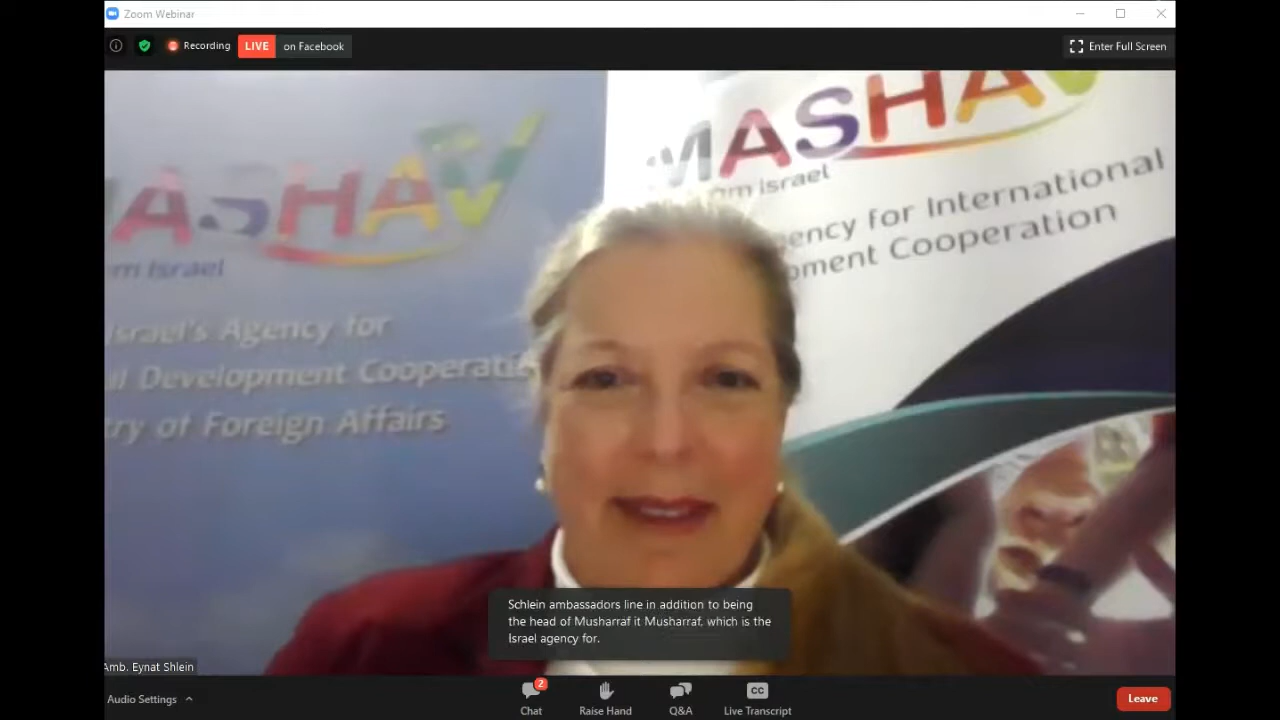 Zoom Webinar
Recording
LIVE
on Facebook
Enter Full Screen
MASHAV
om Israel
ency for International
pment Cooperation
ASHAV
m Israel
Israel's Agency for
al Development Cooperati
ry of Foreign Affairs
Schlein ambassadors line in addition to being
the head of Musharraf it Musharraf, which is the
Israel agency for.
Amb. Eynat Shlein
Audio Settings
2
Chat
Raise Hand
Q&A
CC
Live Transcript
Leave